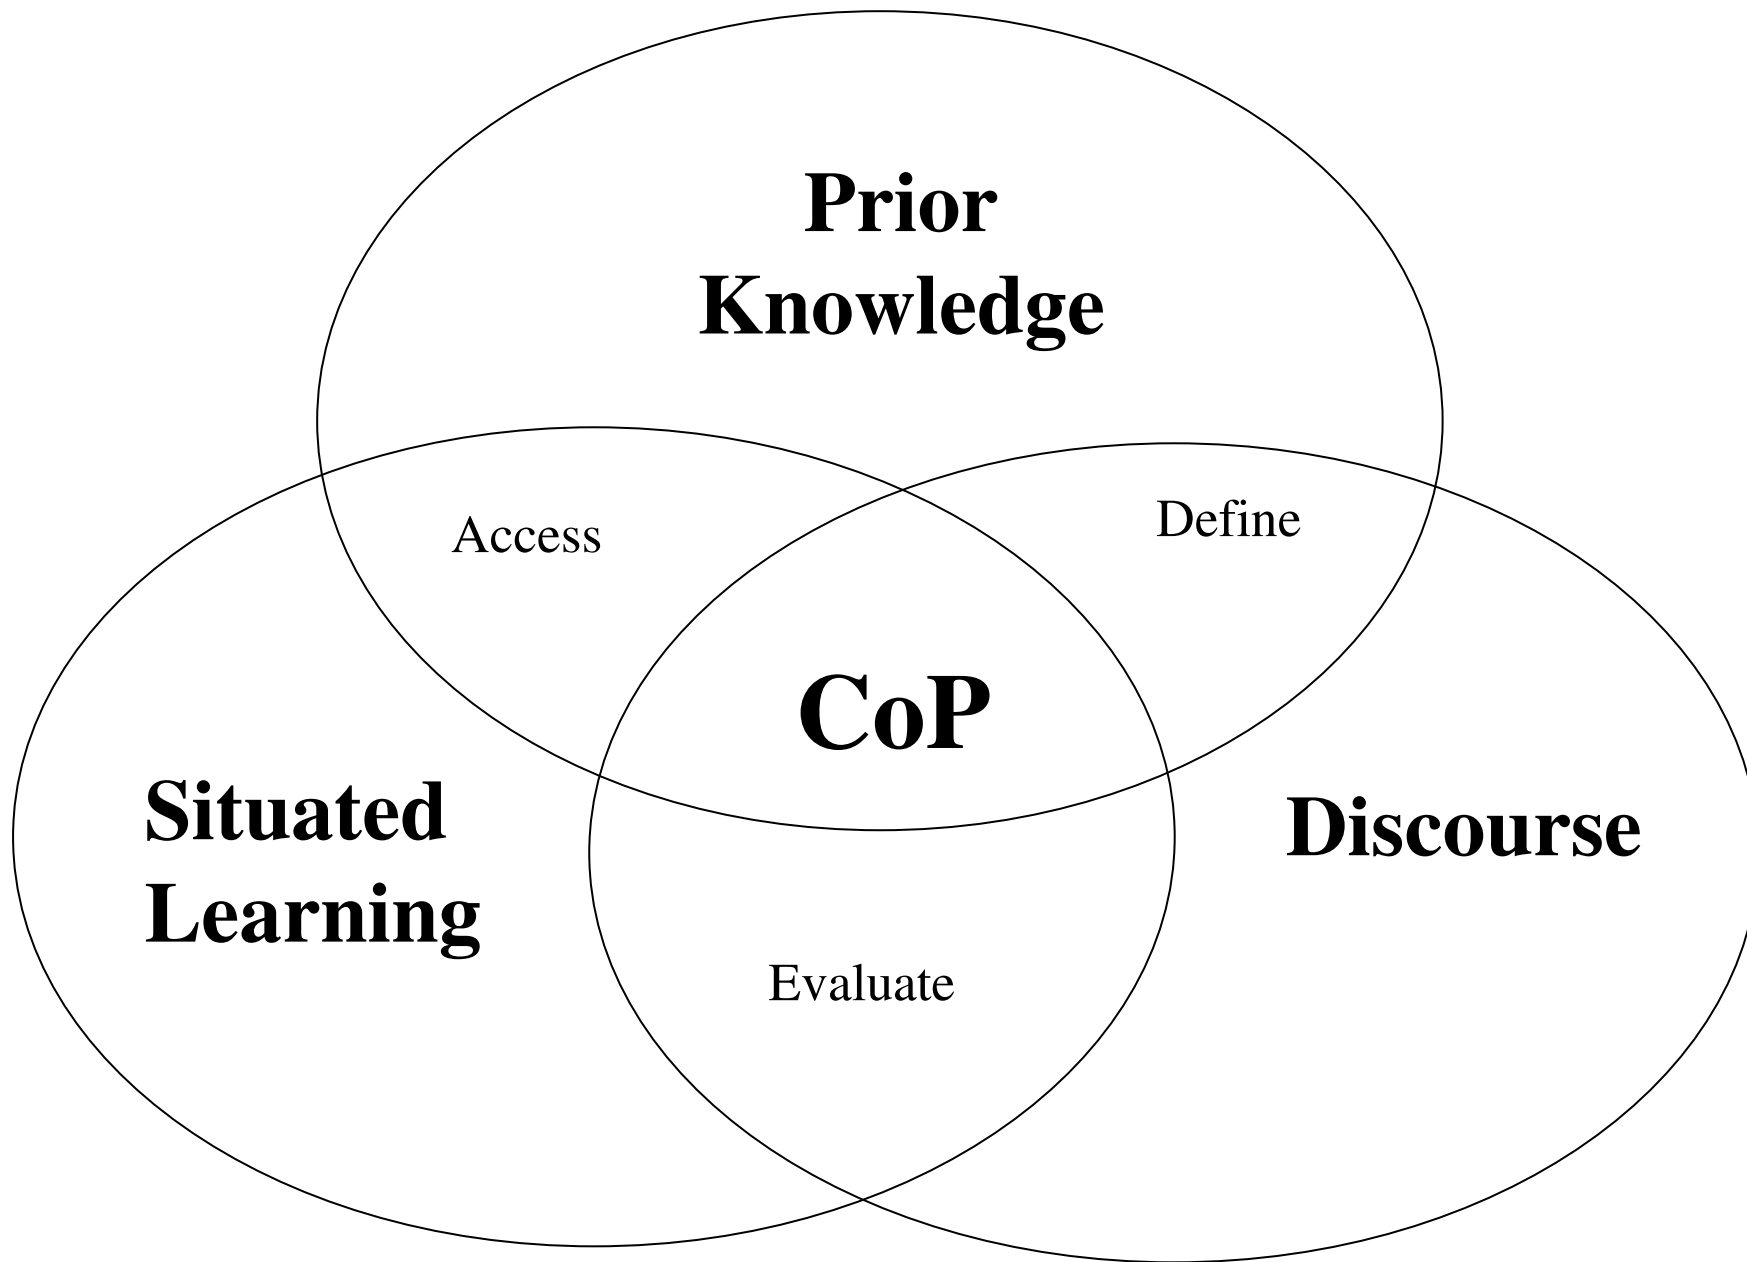 Prior
Knowledge
Access
Define
CoP
Situated
Learning
Discourse
Evaluate